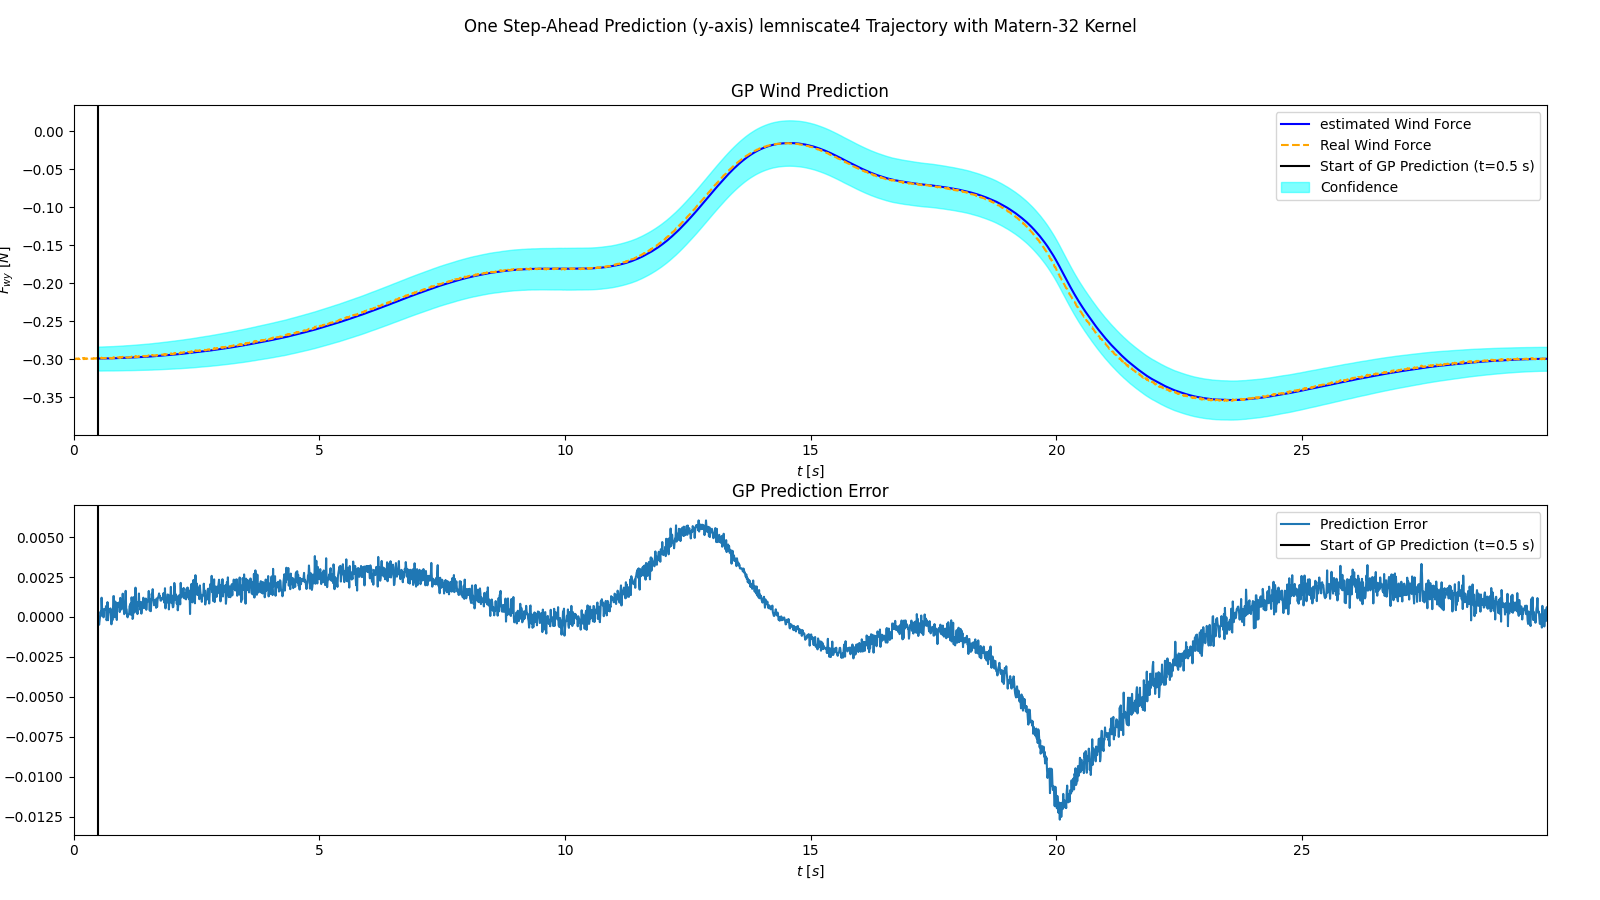 One Step-Ahead Prediction (y-axis) lemniscate4 Trajectory with Matern-32 Kernel
GP Wind Prediction
0.00
−0.05
−0.10
−0.15
−0.20
−0.25
−0.30
−0.35
F_wy [N]
estimated Wind Force
Real Wind Force
Start of GP Prediction (t=0.5 s)
Confidence
0 5 10 15 20 25
t [s]
GP Prediction Error
0.0050
0.0025
0.0000
−0.0025
−0.0050
−0.0075
−0.0100
−0.0125
Prediction Error
Start of GP Prediction (t=0.5 s)
0 5 10 15 20 25
t [s]